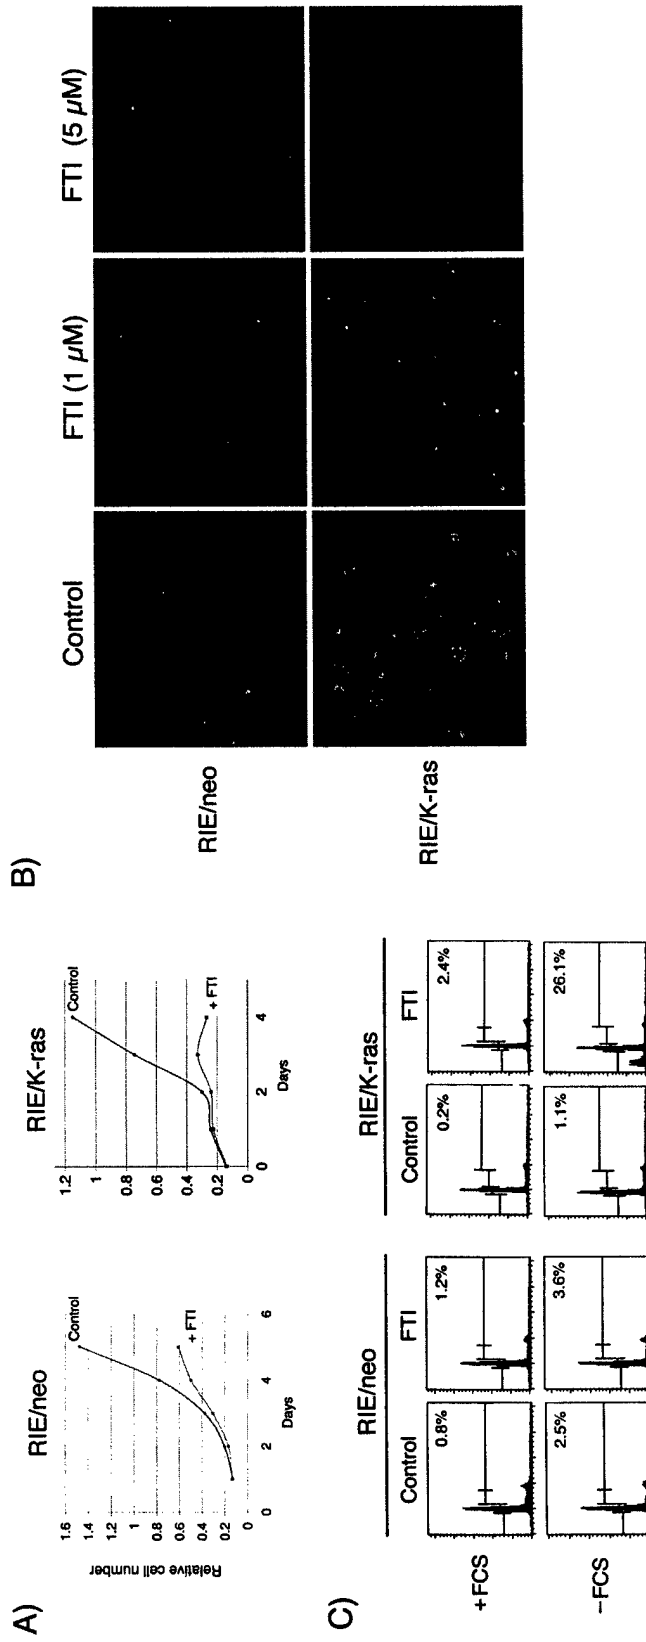 A)
RIE/neo
Relative cell number
1.6
1.4
1.2
1
0.8
0.6
0.4
0.2
0
0 2 4 6
Days
Control
+ FTI
RIE/K-ras
1.2
1
0.8
0.6
0.4
0.2
0
0 2 4
Days
Control
+ FTI
B)
Control FTI (1 µM) FTI (5 µM)
RIE/neo
RIE/K-ras
C)
RIE/neo RIE/K-ras
Control FTI Control FTI
+FCS 0.8% 1.2% 0.2% 2.4%
−FCS 2.5% 3.6% 1.1% 26.1%